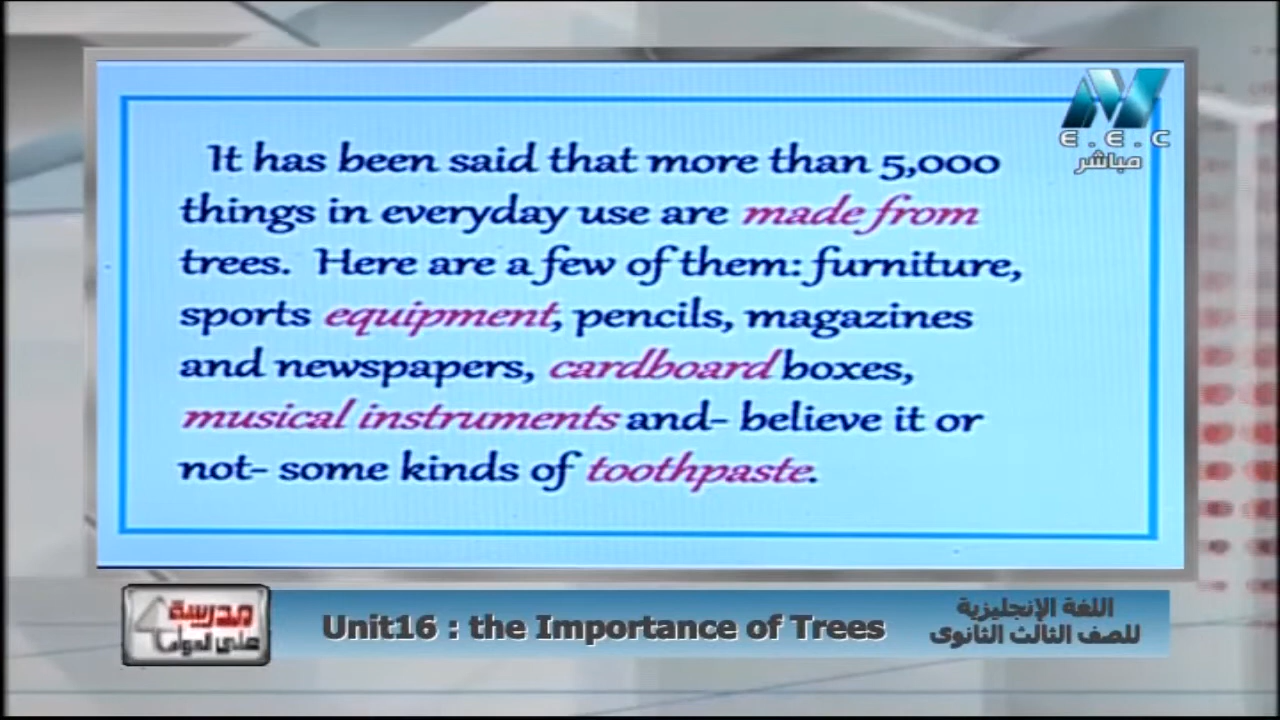 E.E.C
مباشر
It has been said that more than 5,000
things in everyday use are made from
trees. Here are a few of them: furniture,
sports equipment, pencils, magazines
and newspapers, cardboard boxes,
musical instruments and- believe it or
not- some kinds of toothpaste.
مدرسة
على الهواء
Unit16 : the Importance of Trees
اللغة الإنجليزية
للصف الثالث الثانوى